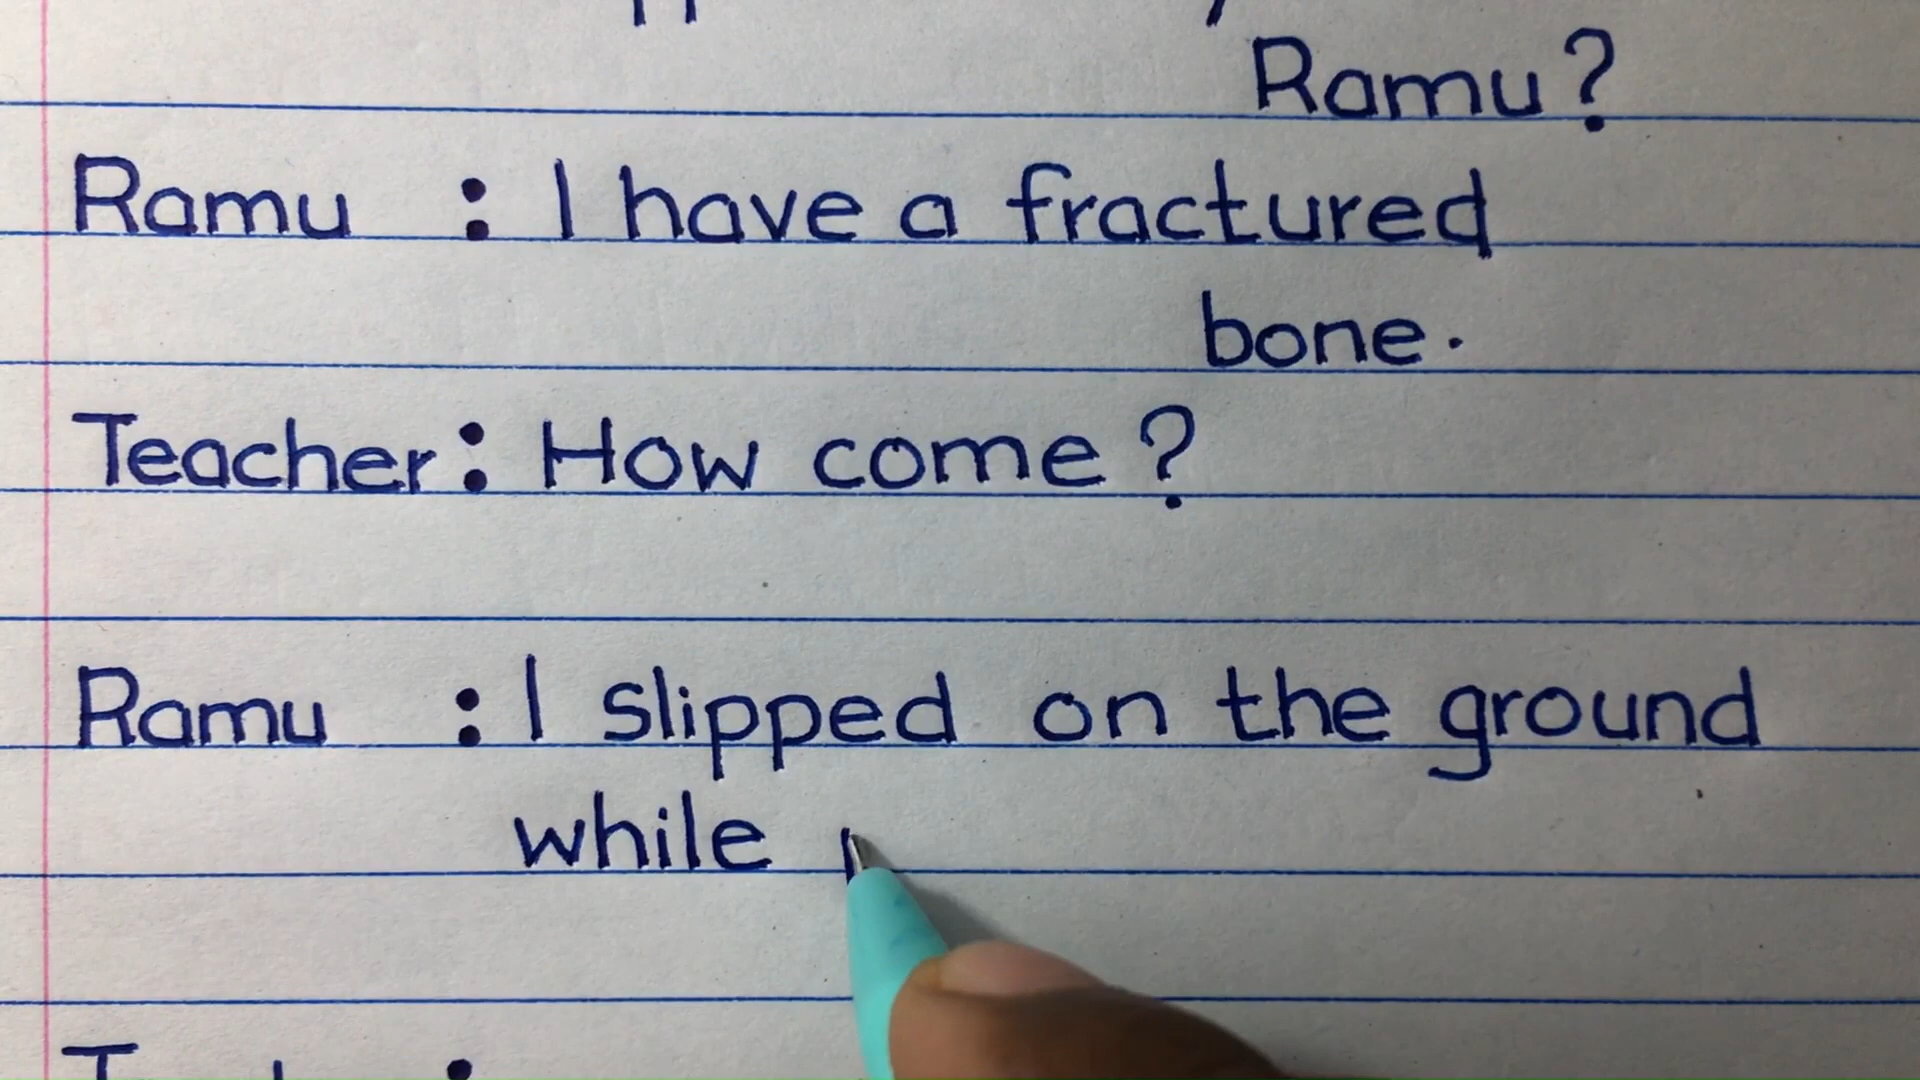 Ramu?
Ramu : I have a fractured
bone.
Teacher: How come?
Ramu : I slipped on the ground
while